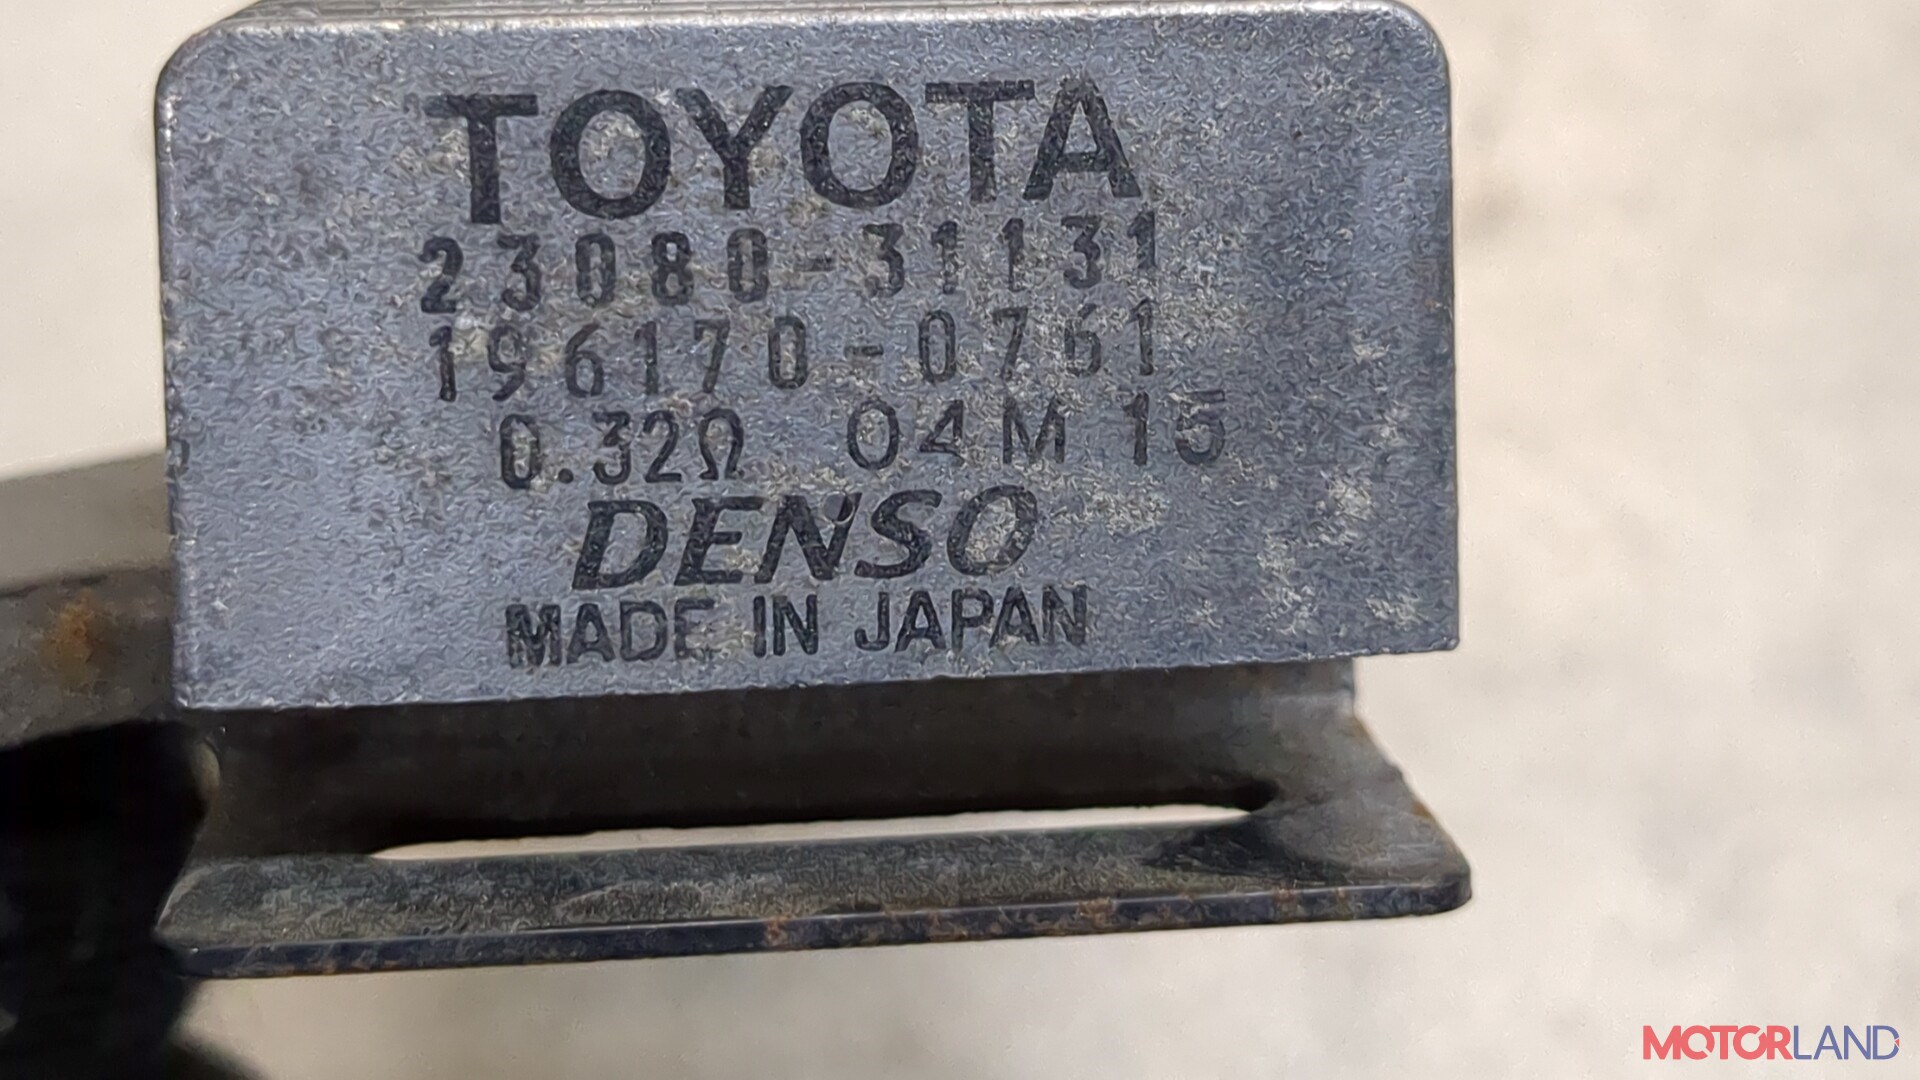 TOYOTA
23080-31131
196170-0761
0.32Ω 04M 15
DENSO
MADE IN JAPAN
MOTORLAND